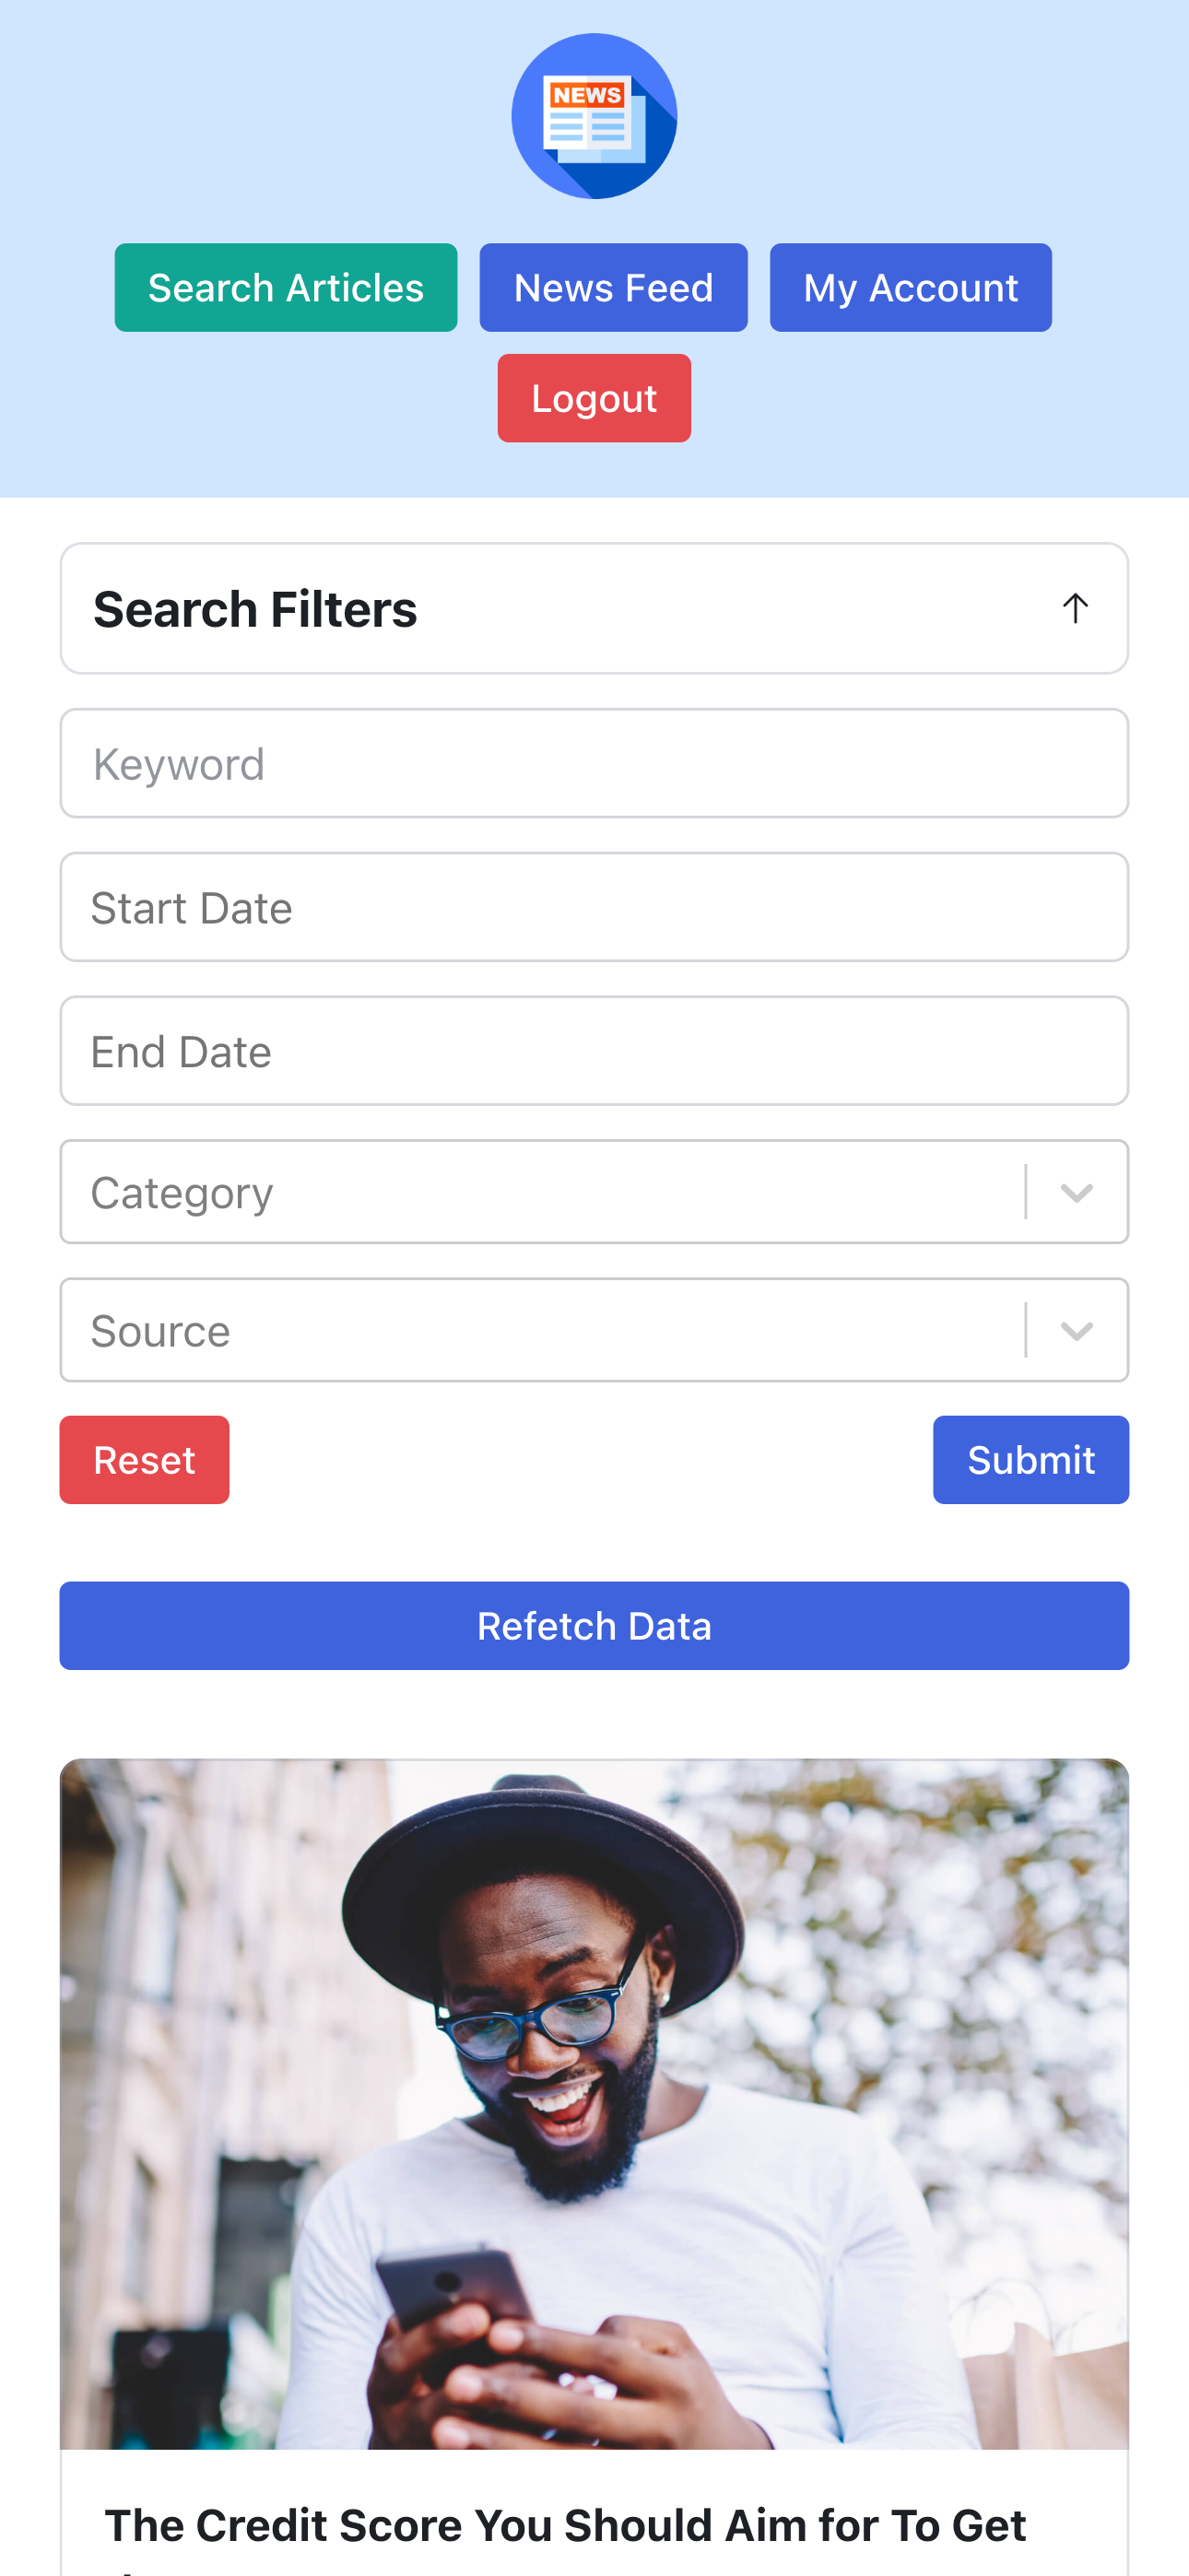 NEWS
Search Articles
News Feed
My Account
Logout
Search Filters
Keyword
Start Date
End Date
Category
Source
Reset
Submit
Refetch Data
The Credit Score You Should Aim for To Get